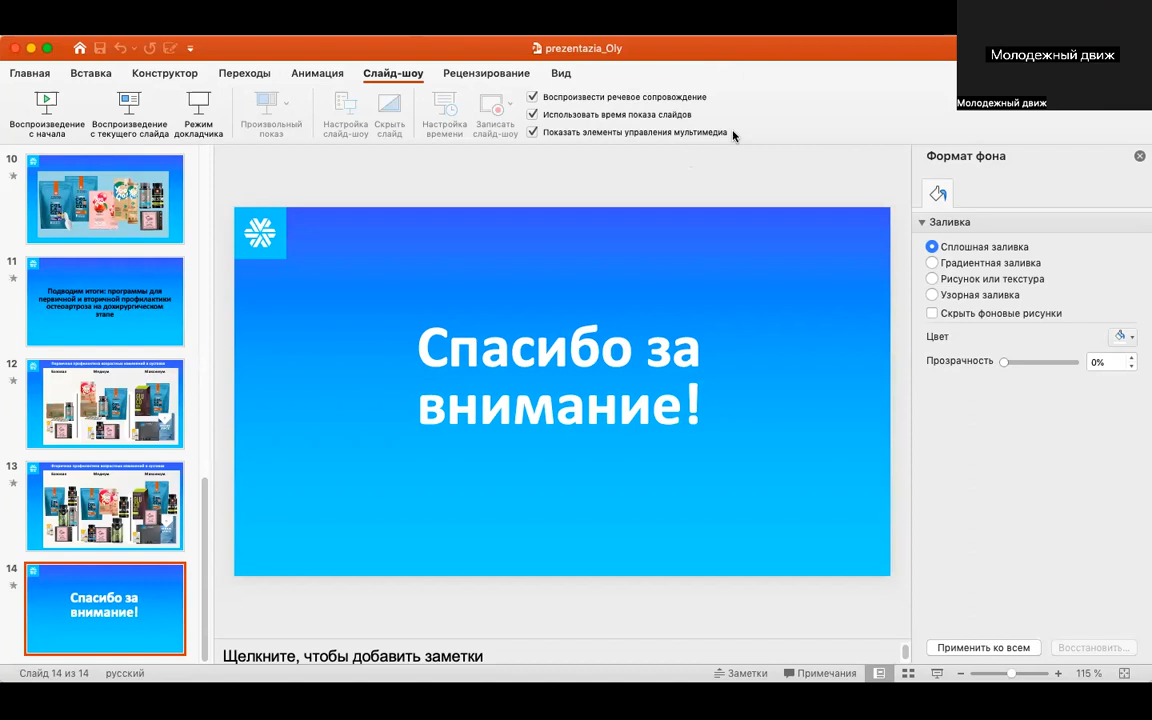 Молодежный движ
Молодежный движ
prezentazia_Oly
Главная Вставка Конструктор Переходы Анимация Слайд-шоу Рецензирование Вид
Воспроизведение с начала
Воспроизведение с текущего слайда
Режим докладчика
Произвольный показ
Настройка слайд-шоу
Скрыть слайд
Настройка времени
Записать слайд-шоу
Воспроизвести речевое сопровождение
Использовать время показа слайдов
Показать элементы управления мультимедиа
10
11
Подводим итоги: программы для
первичной и вторичной профилактики
остеоартроза на дохирургическом
этапе
12
13
14
Спасибо за
внимание!
Спасибо за
внимание!
Формат фона
Заливка
Сплошная заливка
Градиентная заливка
Рисунок или текстура
Узорная заливка
Скрыть фоновые рисунки
Цвет
Прозрачность 0%
Применить ко всем Восстановить...
Щелкните, чтобы добавить заметки
Слайд 14 из 14 русский Заметки Примечания 115 %